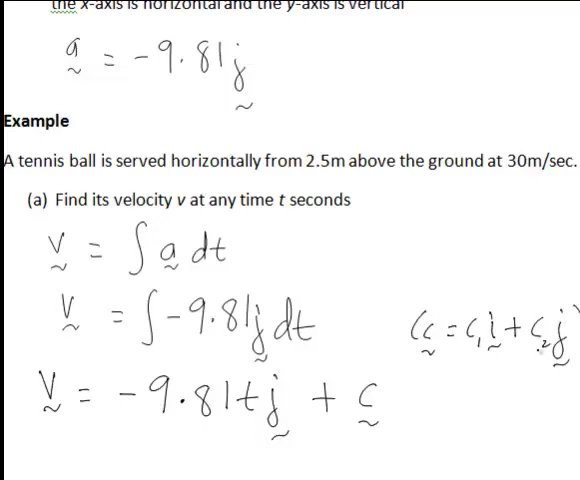 the x-axis is horizontal and the y-axis is vertical
a = -9.81j
Example
A tennis ball is served horizontally from 2.5m above the ground at 30m/sec.
(a) Find its velocity v at any time t seconds
v = ∫ a dt
v = ∫ -9.81j dt (c = c₁i + c₂j)
v = -9.81tj + c